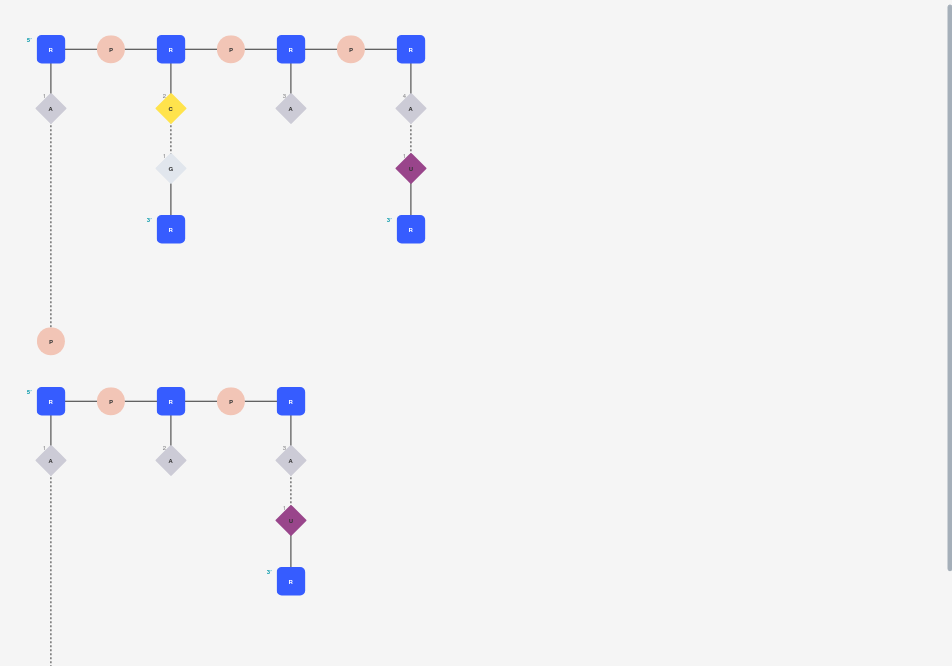 5' R P R P R P R
1 2 3 4
A C A A
1 1
G U
3' R 3' R
P
5' R P R P R
1 2 3
A A A
1
U
3' R